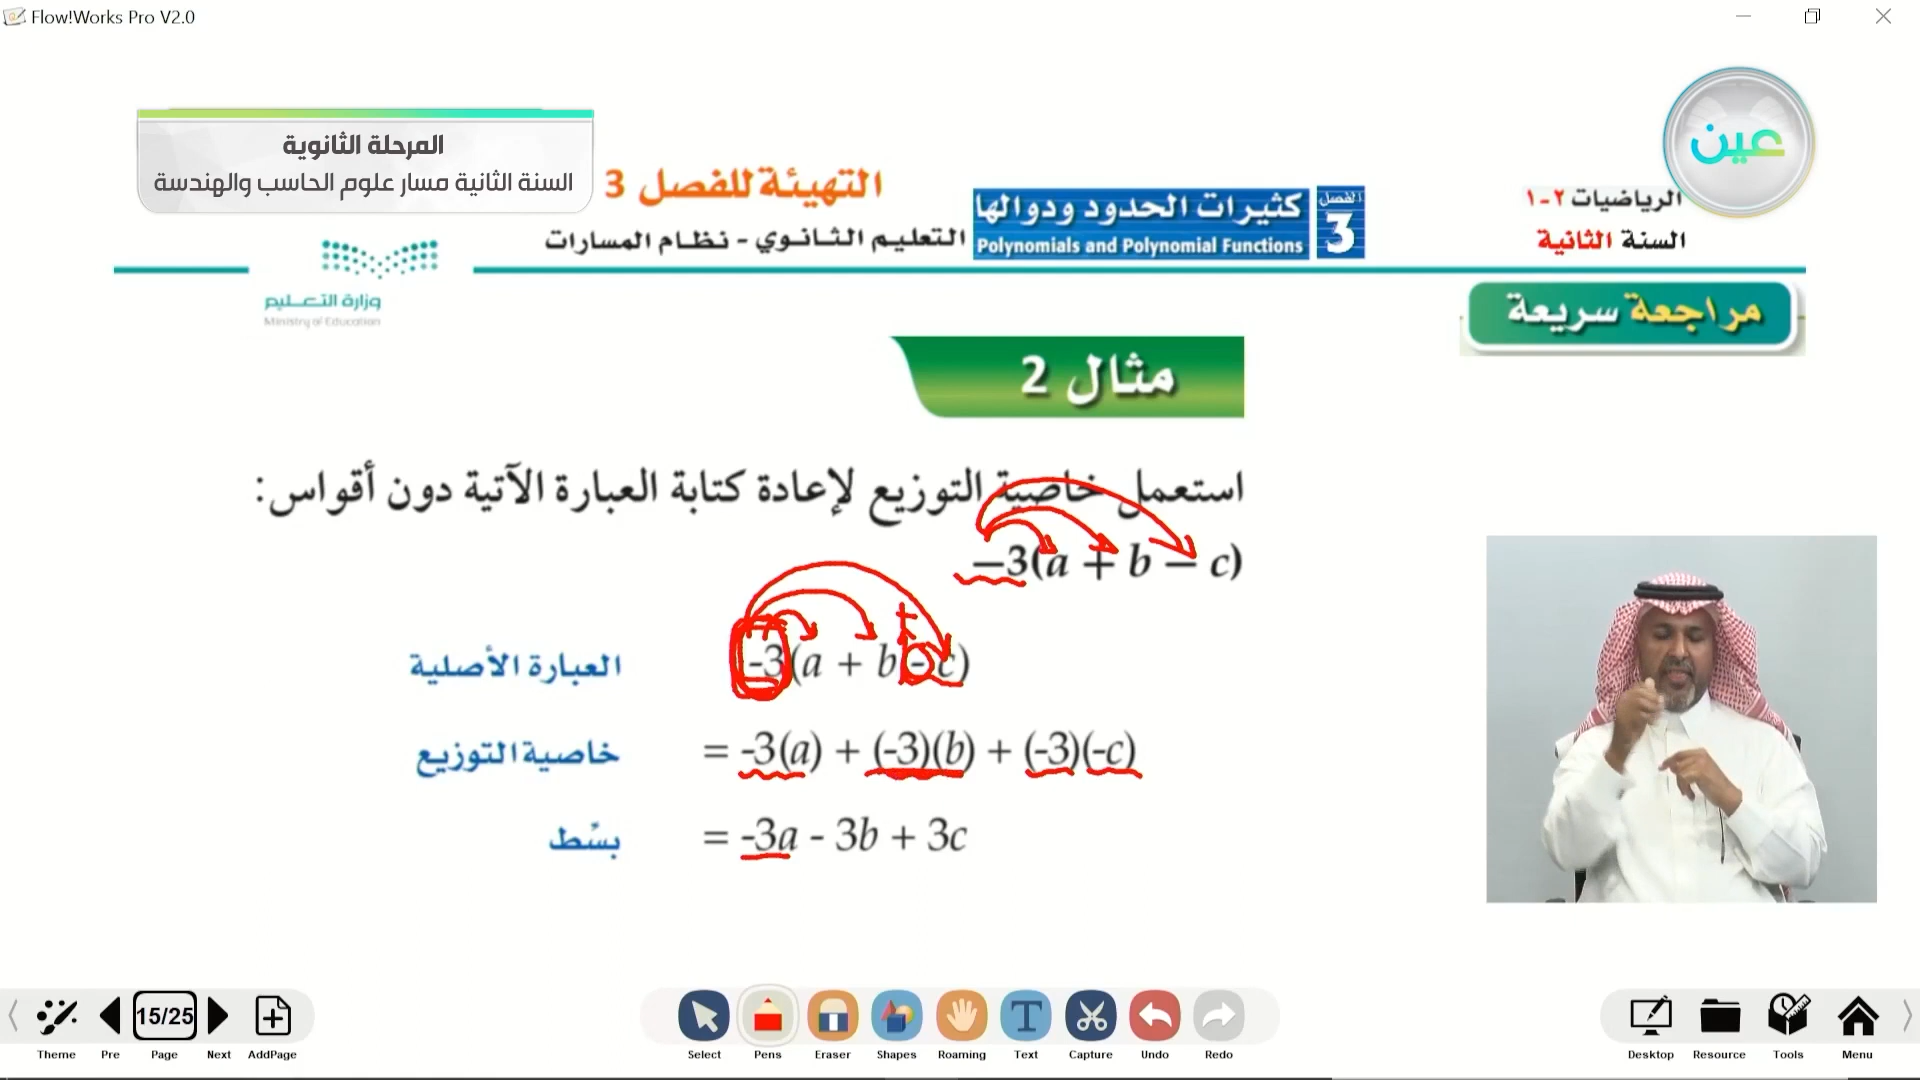 Flow!Works Pro V2.0
عين
المرحلة الثانوية
السنة الثانية مسار علوم الحاسب والهندسة
الرياضيات ٢-١
السنة الثانية
الفصل 3
كثيرات الحدود ودوالها
Polynomials and Polynomial Functions
التهيئة للفصل 3
التعليم الثانوي - نظام المسارات
وزارة التعليم
Ministry of Education
مراجعة سريعة
مثال 2
استعمل خاصية التوزيع لإعادة كتابة العبارة الآتية دون أقواس:
−3(a + b − c)
العبارة الأصلية -3(a + b - c)
خاصية التوزيع = -3(a) + (-3)(b) + (-3)(-c)
بسّط = -3a - 3b + 3c
15/25
Theme Pre Page Next AddPage Select Pens Eraser Shapes Roaming Text Capture Undo Redo Desktop Resource Tools Menu